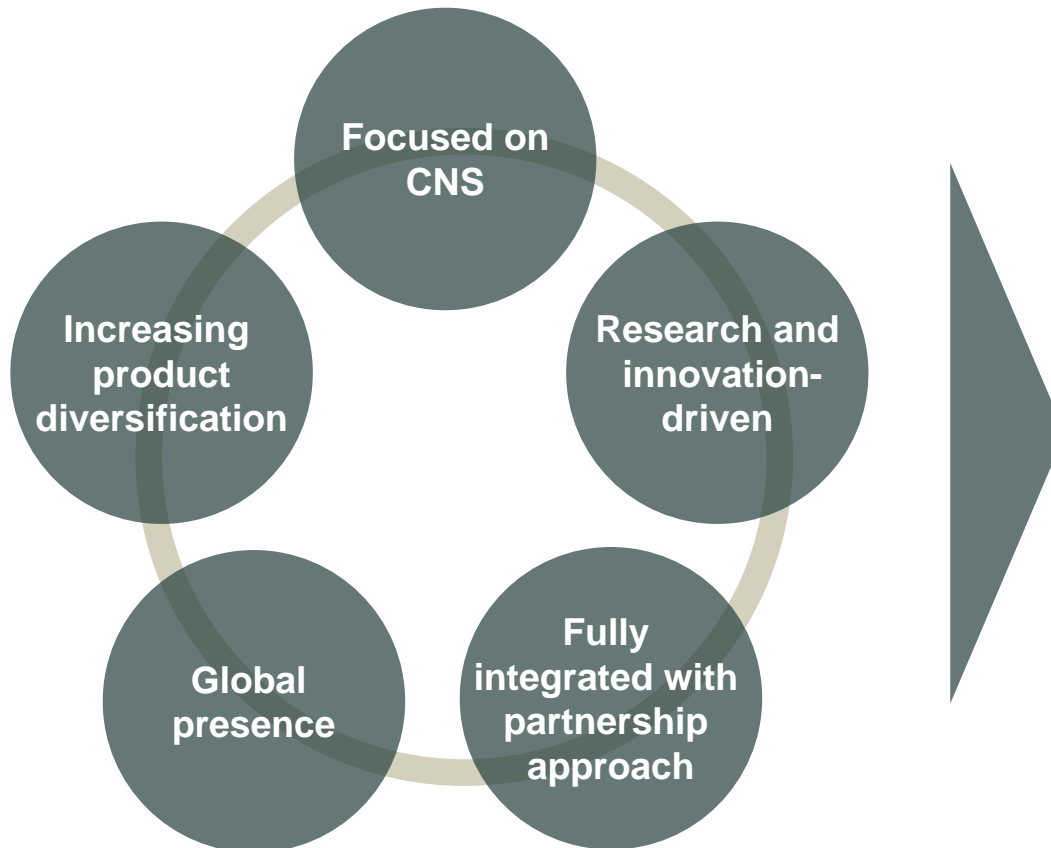 Focused on
CNS
Research and
innovation-
driven
Fully
integrated with
partnership
approach
Global
presence
Increasing
product
diversification